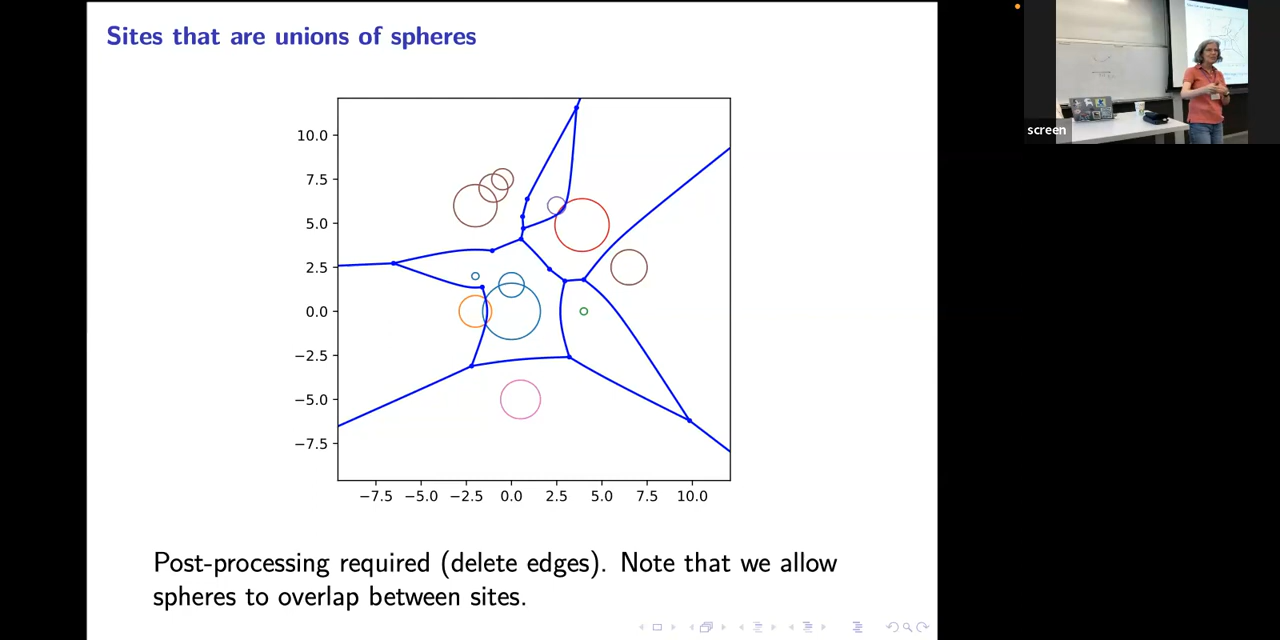 Sites that are unions of spheres
10.0
7.5
5.0
2.5
0.0
−2.5
−5.0
−7.5
−7.5 −5.0 −2.5 0.0 2.5 5.0 7.5 10.0
Post-processing required (delete edges). Note that we allow
spheres to overlap between sites.
screen